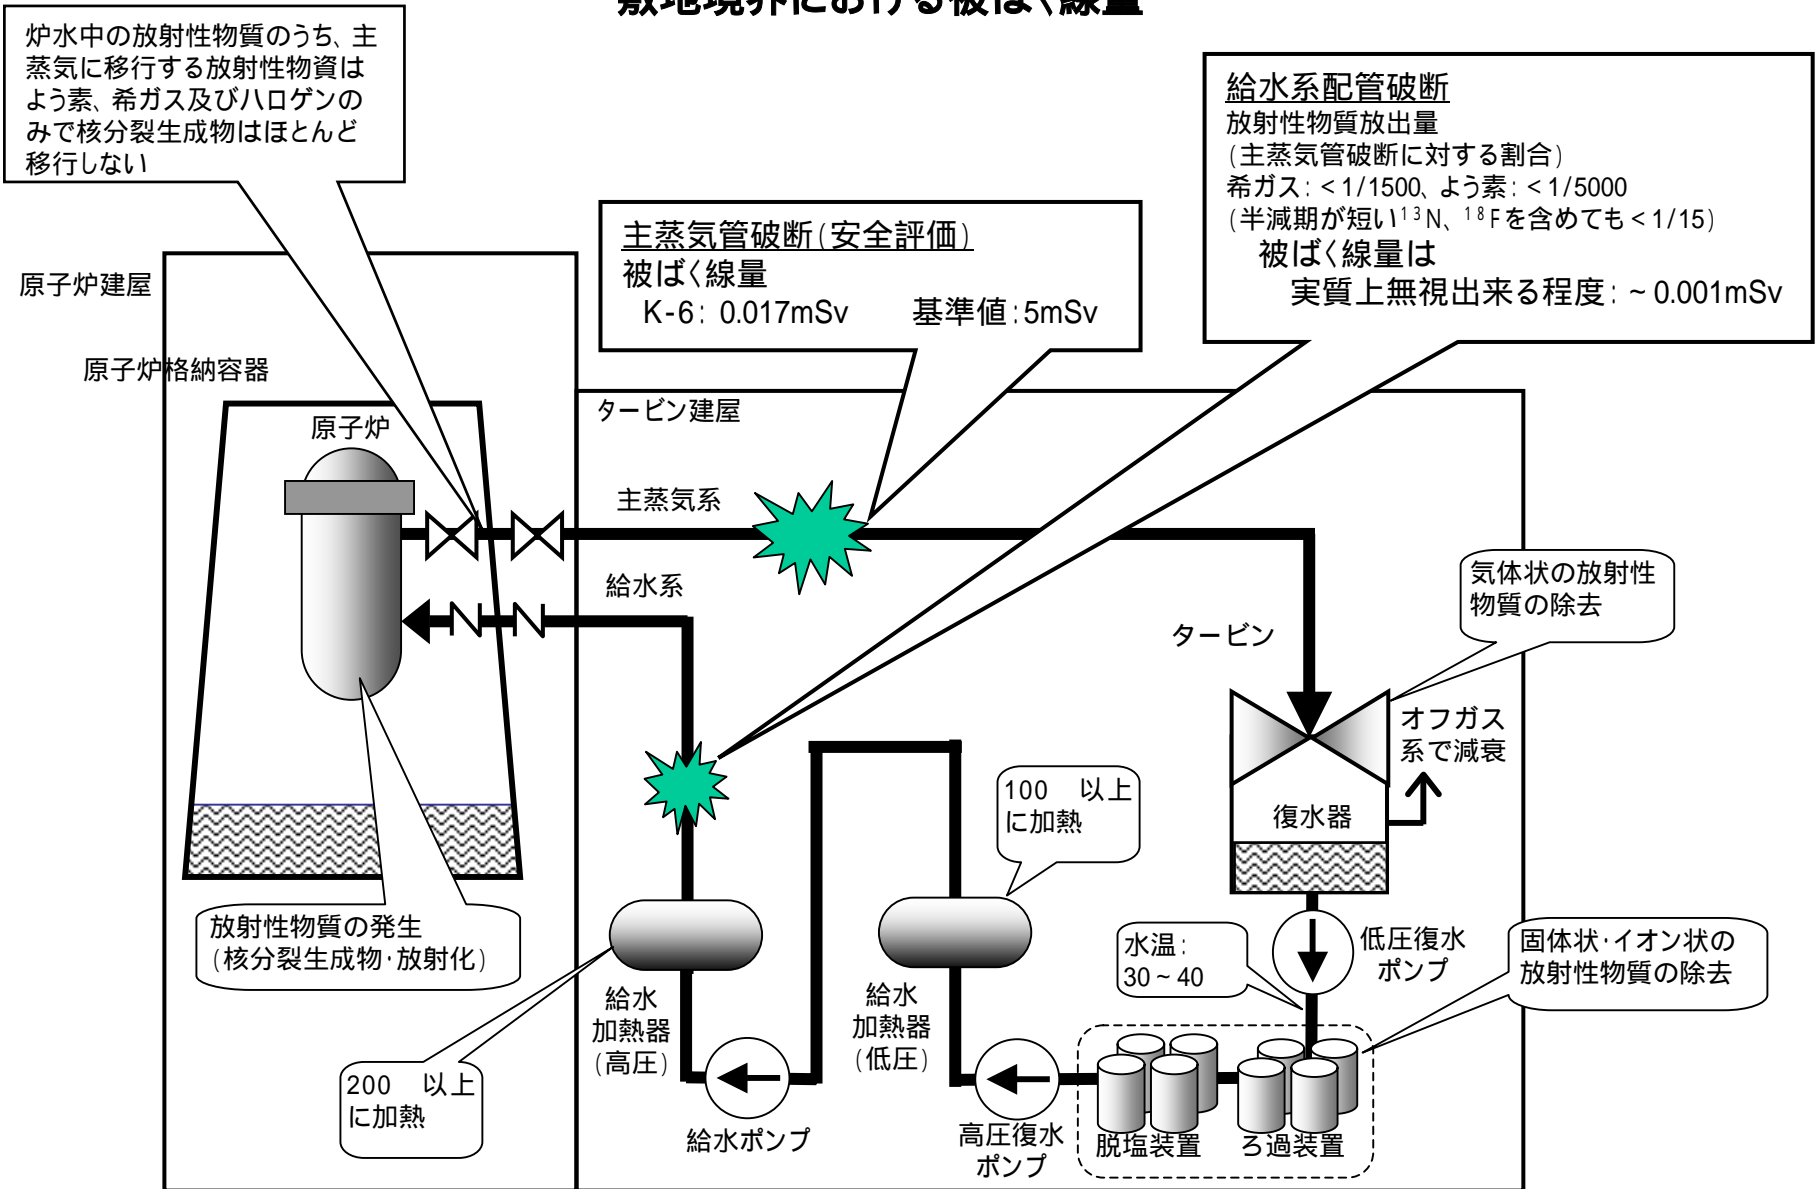 敷地境界における被ばく線量
炉水中の放射性物質のうち、主
蒸気に移行する放射性物資は
よう素、希ガス及びハロゲンの
みで核分裂生成物はほとんど
移行しない
給水系配管破断
放射性物質放出量
(主蒸気管破断に対する割合)
希ガス:<1/1500、よう素:<1/5000
(半減期が短い¹³N、¹⁸Fを含めても<1/15)
被ばく線量は
実質上無視出来る程度:~0.001mSv
主蒸気管破断(安全評価)
被ばく線量
K-6: 0.017mSv 基準値:5mSv
原子炉建屋
原子炉格納容器
原子炉
タービン建屋
主蒸気系
給水系
タービン
気体状の放射性
物質の除去
オフガス
系で減衰
復水器
100 以上
に加熱
放射性物質の発生
(核分裂生成物・放射化)
水温:
30~40
低圧復水
ポンプ
固体状・イオン状の
放射性物質の除去
給水
加熱器
(高圧)
給水
加熱器
(低圧)
200 以上
に加熱
給水ポンプ
高圧復水
ポンプ
脱塩装置
ろ過装置